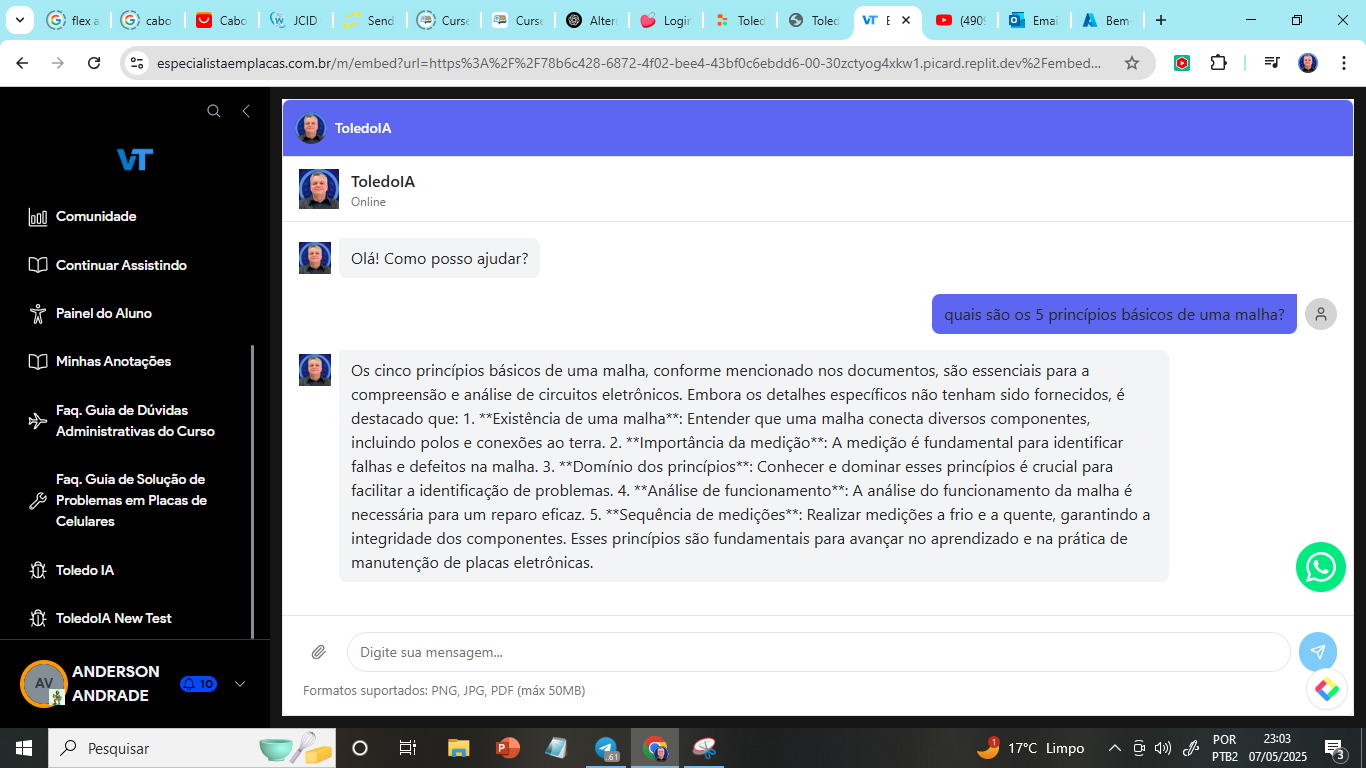 flex a
cabo
Cabo
JCID
Send
Curse
Curse
Altern
Login
Toled
Toled
E
(490
Emai
Bem-
especialistaemplacas.com.br/m/embed?url=https%3A%2F%2F78b6c428-6872-4f02-bee4-43bf0c6ebdd6-00-30zctyog4xkw1.picard.replit.dev%2Fembed...
VT
Comunidade
Continuar Assistindo
Painel do Aluno
Minhas Anotações
Faq. Guia de Dúvidas
Administrativas do Curso
Faq. Guia de Solução de
Problemas em Placas de
Celulares
Toledo IA
ToledoIA New Test
AV
ANDERSON
ANDRADE
10
ToledoIA
ToledoIA
Online
Olá! Como posso ajudar?
quais são os 5 princípios básicos de uma malha?
Os cinco princípios básicos de uma malha, conforme mencionado nos documentos, são essenciais para a
compreensão e análise de circuitos eletrônicos. Embora os detalhes específicos não tenham sido fornecidos, é
destacado que: 1. **Existência de uma malha**: Entender que uma malha conecta diversos componentes,
incluindo polos e conexões ao terra. 2. **Importância da medição**: A medição é fundamental para identificar
falhas e defeitos na malha. 3. **Domínio dos princípios**: Conhecer e dominar esses princípios é crucial para
facilitar a identificação de problemas. 4. **Análise de funcionamento**: A análise do funcionamento da malha é
necessária para um reparo eficaz. 5. **Sequência de medições**: Realizar medições a frio e a quente, garantindo a
integridade dos componentes. Esses princípios são fundamentais para avançar no aprendizado e na prática de
manutenção de placas eletrônicas.
Digite sua mensagem...
Formatos suportados: PNG, JPG, PDF (máx 50MB)
Pesquisar
61
1
17°C Limpo
POR
PTB2
23:03
07/05/2025
3